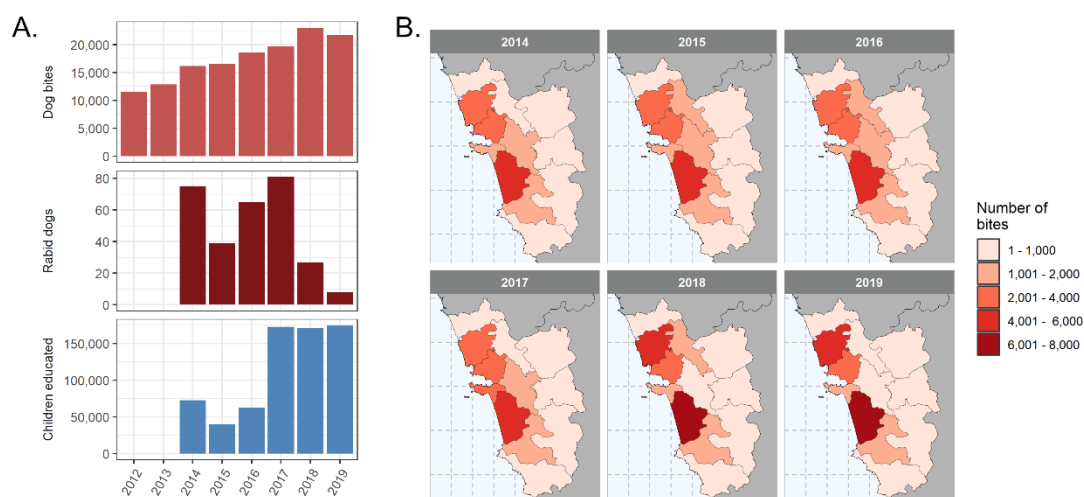 A.
Dog bites
20,000
15,000
10,000
5,000
0
Rabid dogs
80
60
40
20
0
Children educated
150,000
100,000
50,000
0
2012
2013
2014
2015
2016
2017
2018
2019
B.
2014
2015
2016
2017
2018
2019
Number of
bites
1 - 1,000
1,001 - 2,000
2,001 - 4,000
4,001 - 6,000
6,001 - 8,000